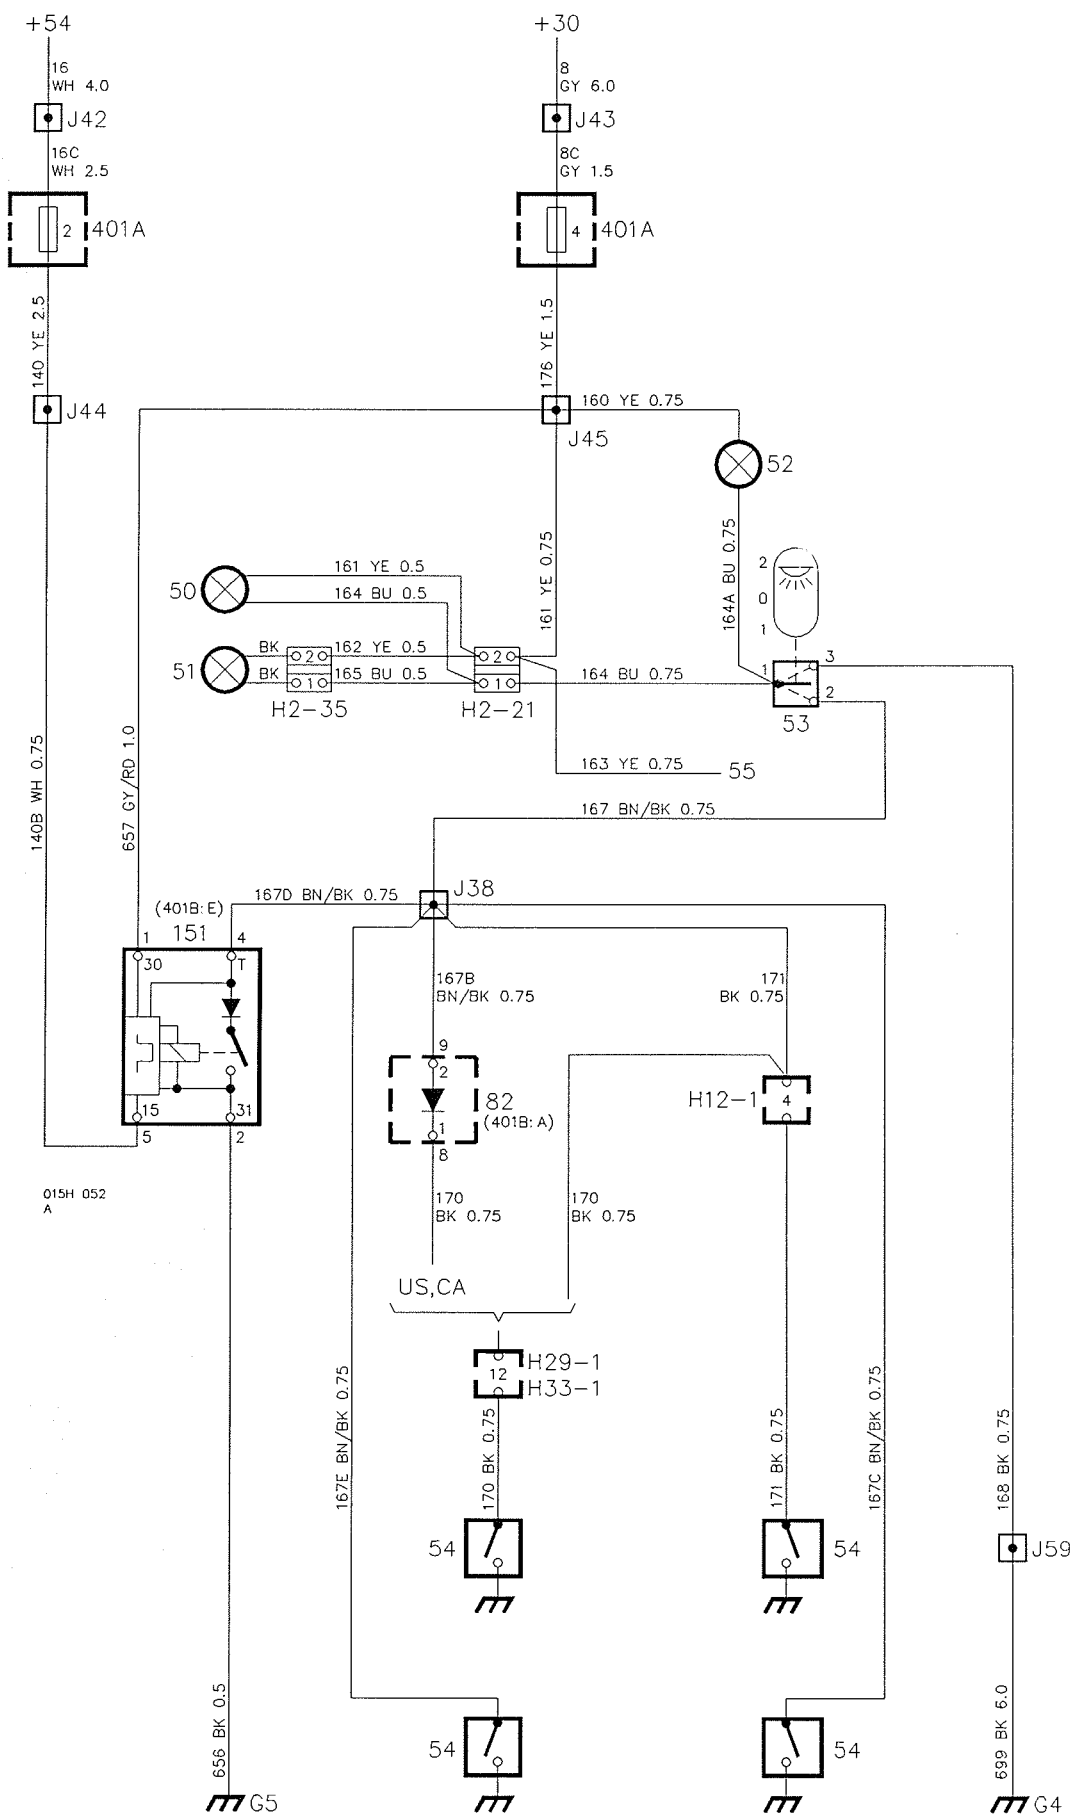 +54
+30
16
WH 4.0
8
GY 6.0
J42
J43
16C
WH 2.5
8C
GY 1.5
2
401A
4
401A
140 YE 2.5
176 YE 1.5
J44
160 YE 0.75
J45
52
161 YE 0.75
164A BU 0.75
2
0
1
50
161 YE 0.5
164 BU 0.5
51
BK
2
162 YE 0.5
2
BK
1
165 BU 0.5
1
164 BU 0.75
1
3
2
H2-35
H2-21
53
140B WH 0.75
657 GY/RD 1.0
163 YE 0.75
55
167 BN/BK 0.75
167D BN/BK 0.75
J38
(401B:E)
151
1
4
30
T
167B
BN/BK 0.75
171
BK 0.75
9
2
82
(401B:A)
1
8
H12-1
4
15
31
5
2
015H 052
A
170
BK 0.75
170
BK 0.75
US,CA
12
H29-1
H33-1
167E BN/BK 0.75
170 BK 0.75
171 BK 0.75
167C BN/BK 0.75
168 BK 0.75
54
54
J59
656 BK 0.5
54
54
699 BK 6.0
G5
G4